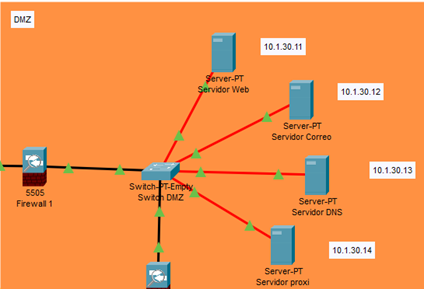 DMZ
10.1.30.11
Server-PT
Servidor Web
10.1.30.12
Server-PT
Servidor Correo
5505
Firewall 1
Switch-PT-Empty
Switch DMZ
10.1.30.13
Server-PT
Servidor DNS
10.1.30.14
Server-PT
Servidor proxi